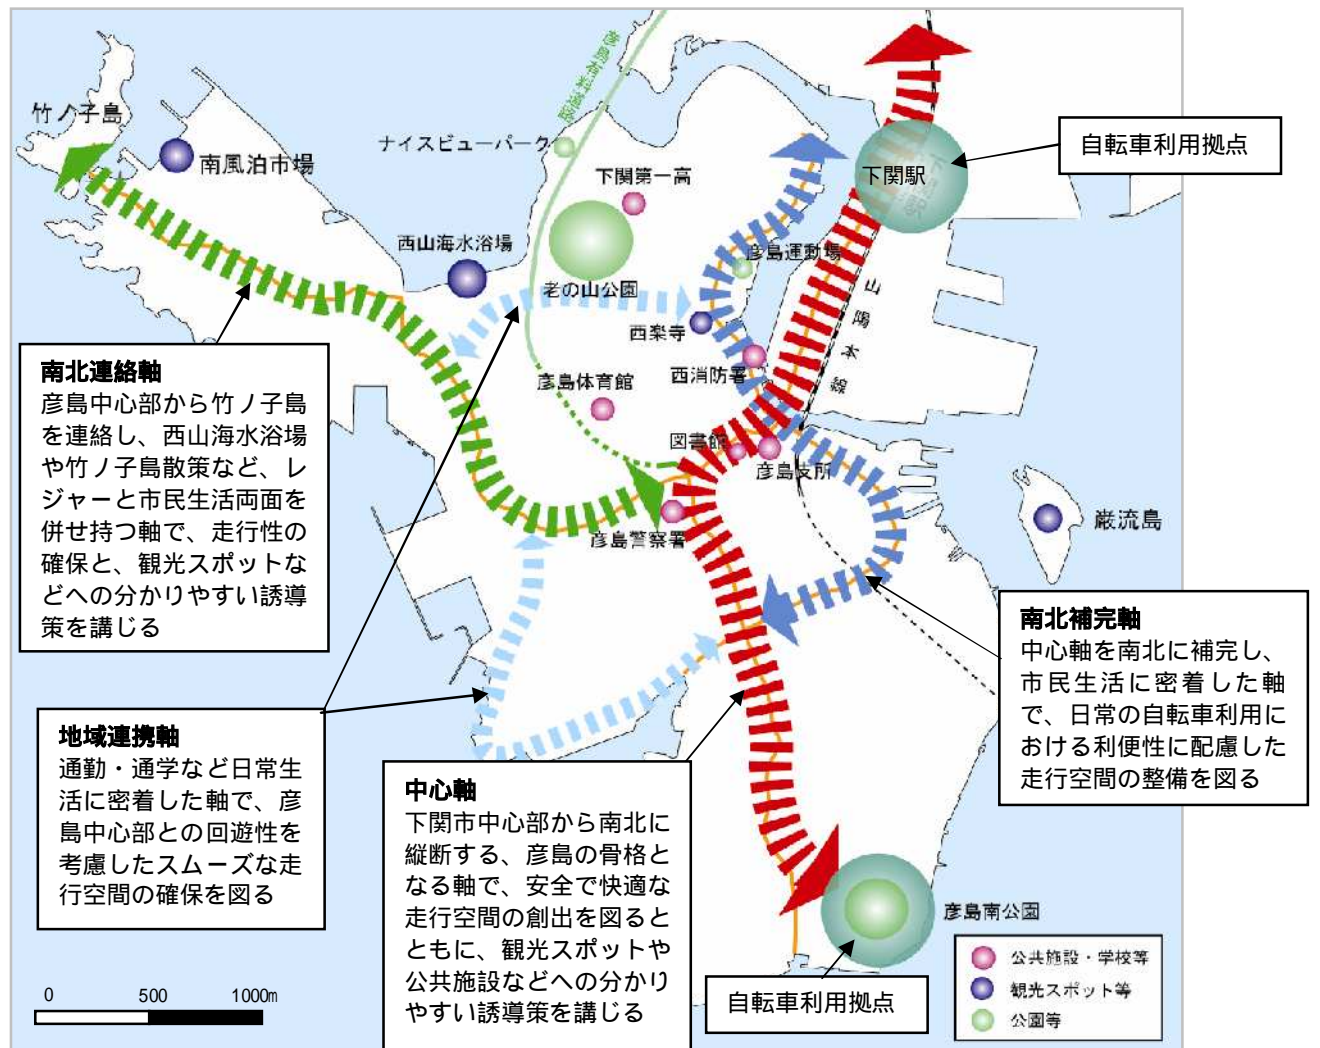 彦島有料道路
竹ノ子島
南風泊市場
ナイスビューパーク
下関第一高
西山海水浴場
老の山公園
下関駅
自転車利用拠点
彦島運動場
山陽本線
西楽寺
西消防署
彦島体育館
図書館
彦島支所
彦島警察署
巌流島
南北連絡軸
彦島中心部から竹ノ子島
を連絡し、西山海水浴場
や竹ノ子島散策など、レ
ジャーと市民生活両面を
併せ持つ軸で、走行性の
確保と、観光スポットな
どへの分かりやすい誘導
策を講じる
南北補完軸
中心軸を南北に補完し、
市民生活に密着した軸
で、日常の自転車利用に
おける利便性に配慮した
走行空間の整備を図る
地域連携軸
通勤・通学など日常生
活に密着した軸で、彦
島中心部との回遊性を
考慮したスムーズな走
行空間の確保を図る
中心軸
下関市中心部から南北に
縦断する、彦島の骨格と
なる軸で、安全で快適な
走行空間の創出を図ると
ともに、観光スポットや
公共施設などへの分かり
やすい誘導策を講じる
彦島南公園
自転車利用拠点
公共施設・学校等
観光スポット等
公園等
0 500 1000m